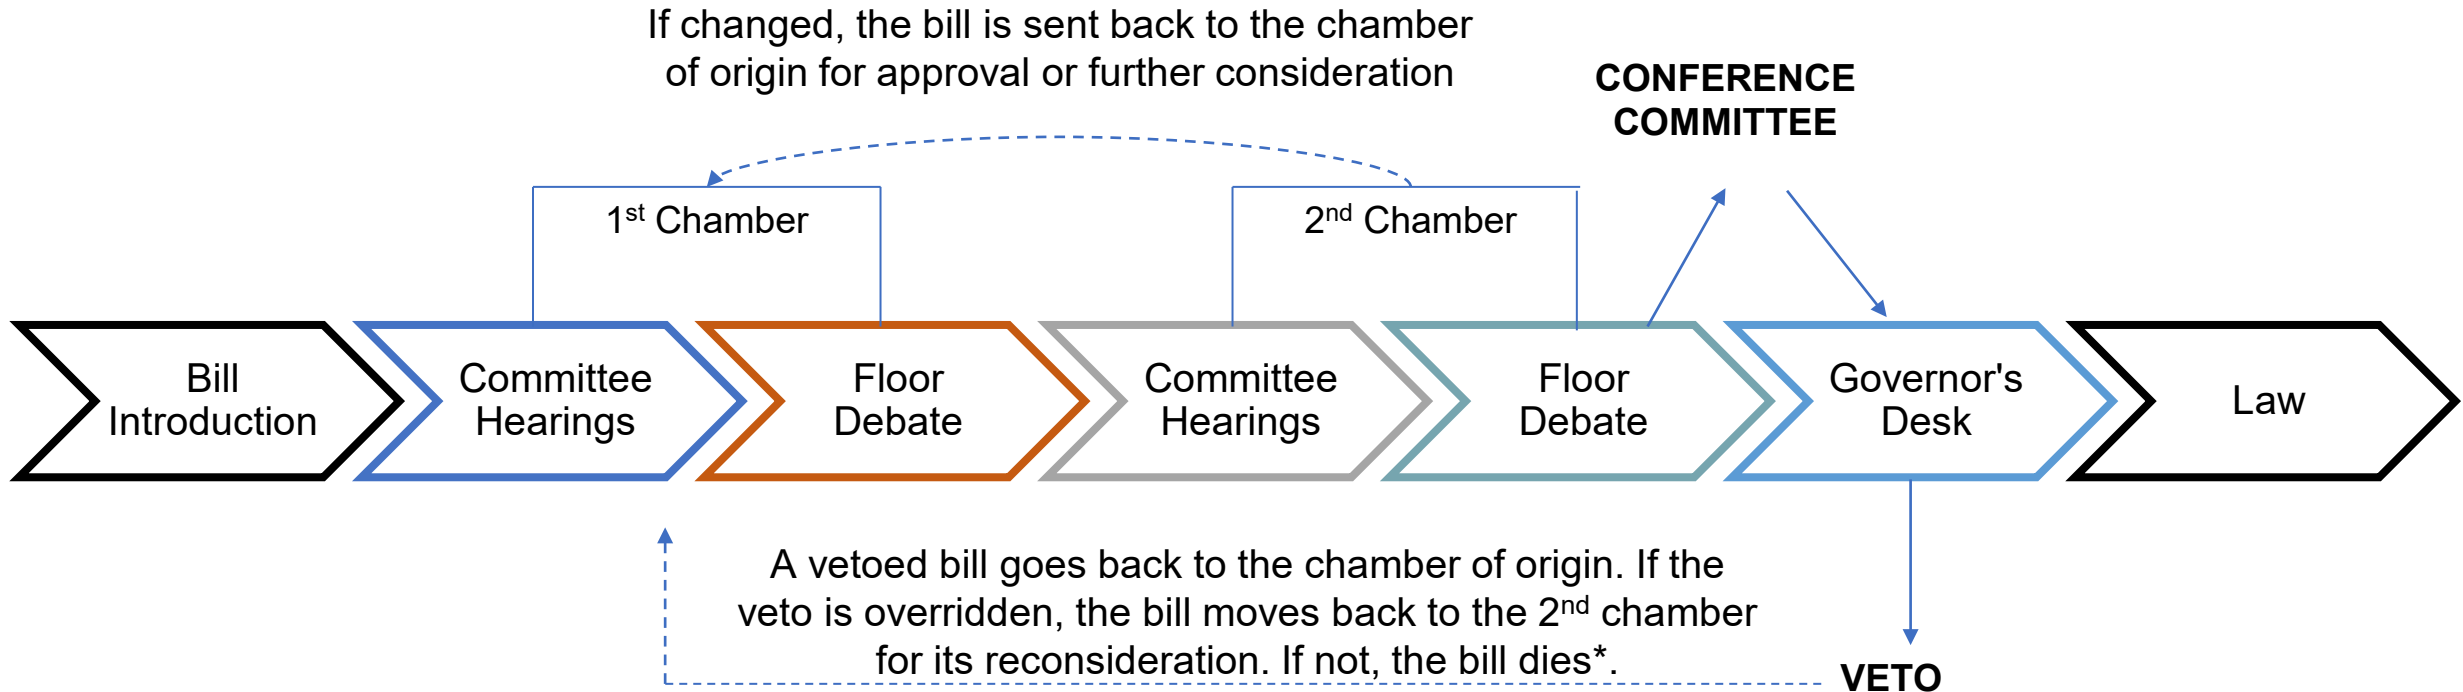 If changed, the bill is sent back to the chamber
of origin for approval or further consideration
CONFERENCE
COMMITTEE
1st Chamber
2nd Chamber
Bill
Introduction
Committee
Hearings
Floor
Debate
Committee
Hearings
Floor
Debate
Governor's
Desk
Law
A vetoed bill goes back to the chamber of origin. If the
veto is overridden, the bill moves back to the 2nd chamber
for its reconsideration. If not, the bill dies*.
VETO